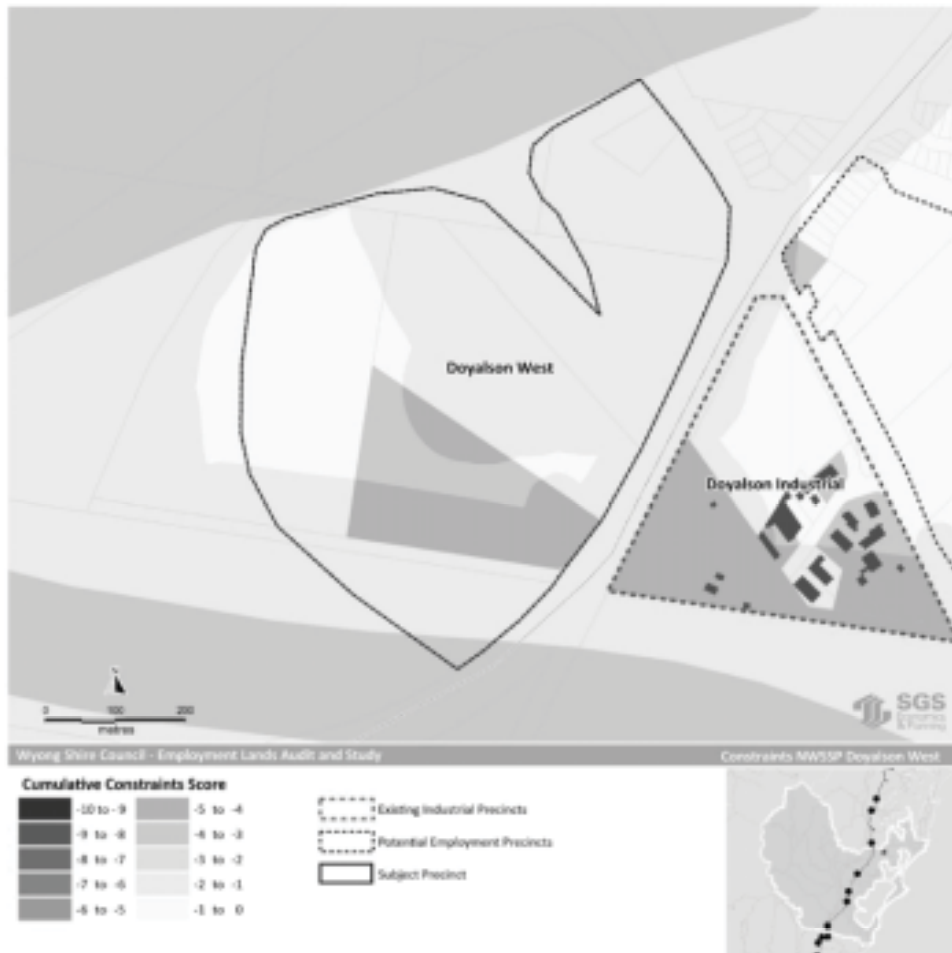 Doyalson West
Doyalson Industrial
N
0 100 200
metres
SGS
Economics
& Planning
Wyong Shire Council - Employment Lands Audit and Study
Constraints NWSSP Doyalson West
Cumulative Constraints Score
-10 to -9
-9 to -8
-8 to -7
-7 to -6
-6 to -5
-5 to -4
-4 to -3
-3 to -2
-2 to -1
-1 to 0
Existing Industrial Precincts
Potential Employment Precincts
Subject Precinct